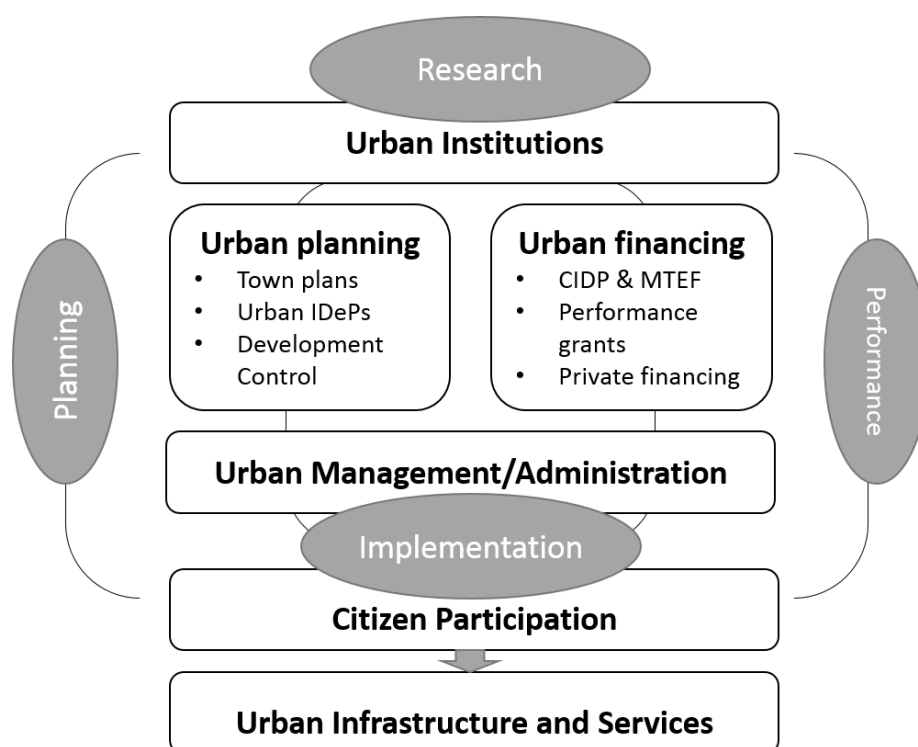 Research
Urban Institutions
Planning
Urban planning
• Town plans
• Urban IDePs
• Development
Control
Urban financing
• CIDP & MTEF
• Performance
grants
• Private financing
Performance
Urban Management/Administration
Implementation
Citizen Participation
Urban Infrastructure and Services